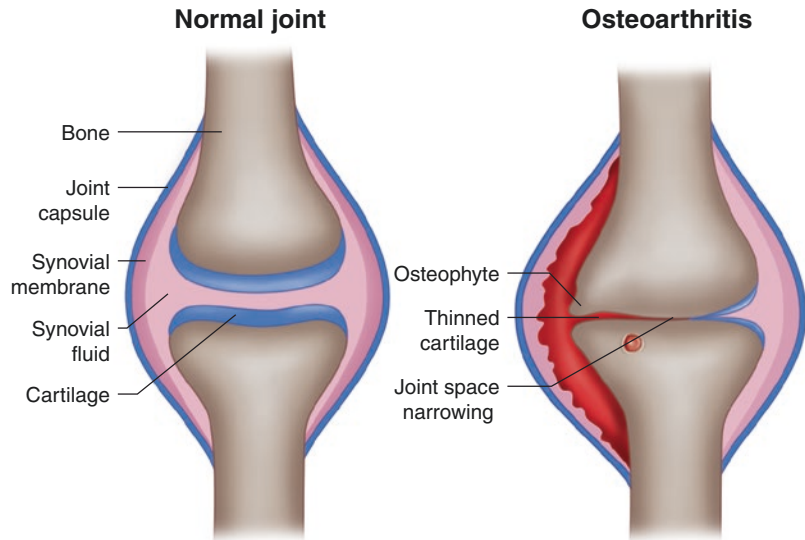 Normal joint
Bone
Joint
capsule
Synovial
membrane
Synovial
fluid
Cartilage
Osteoarthritis
Osteophyte
Thinned
cartilage
Joint space
narrowing